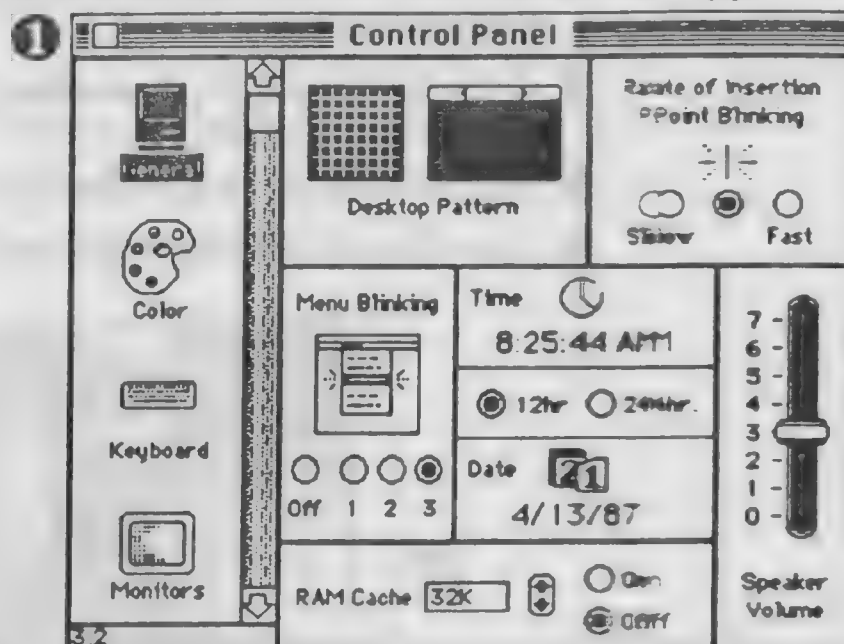 1
Control Panel
General
Color
Keyboard
Monitors
3.2
Desktop Pattern
Rate of Insertion
Point Blinking
Slow
Fast
Menu Blinking
Off 1 2 3
Time
8:25:44 AM
12hr. 24hr.
Date
21
4/13/87
RAM Cache 32K
On
Off
7
6
5
4
3
2
1
0
Speaker
Volume